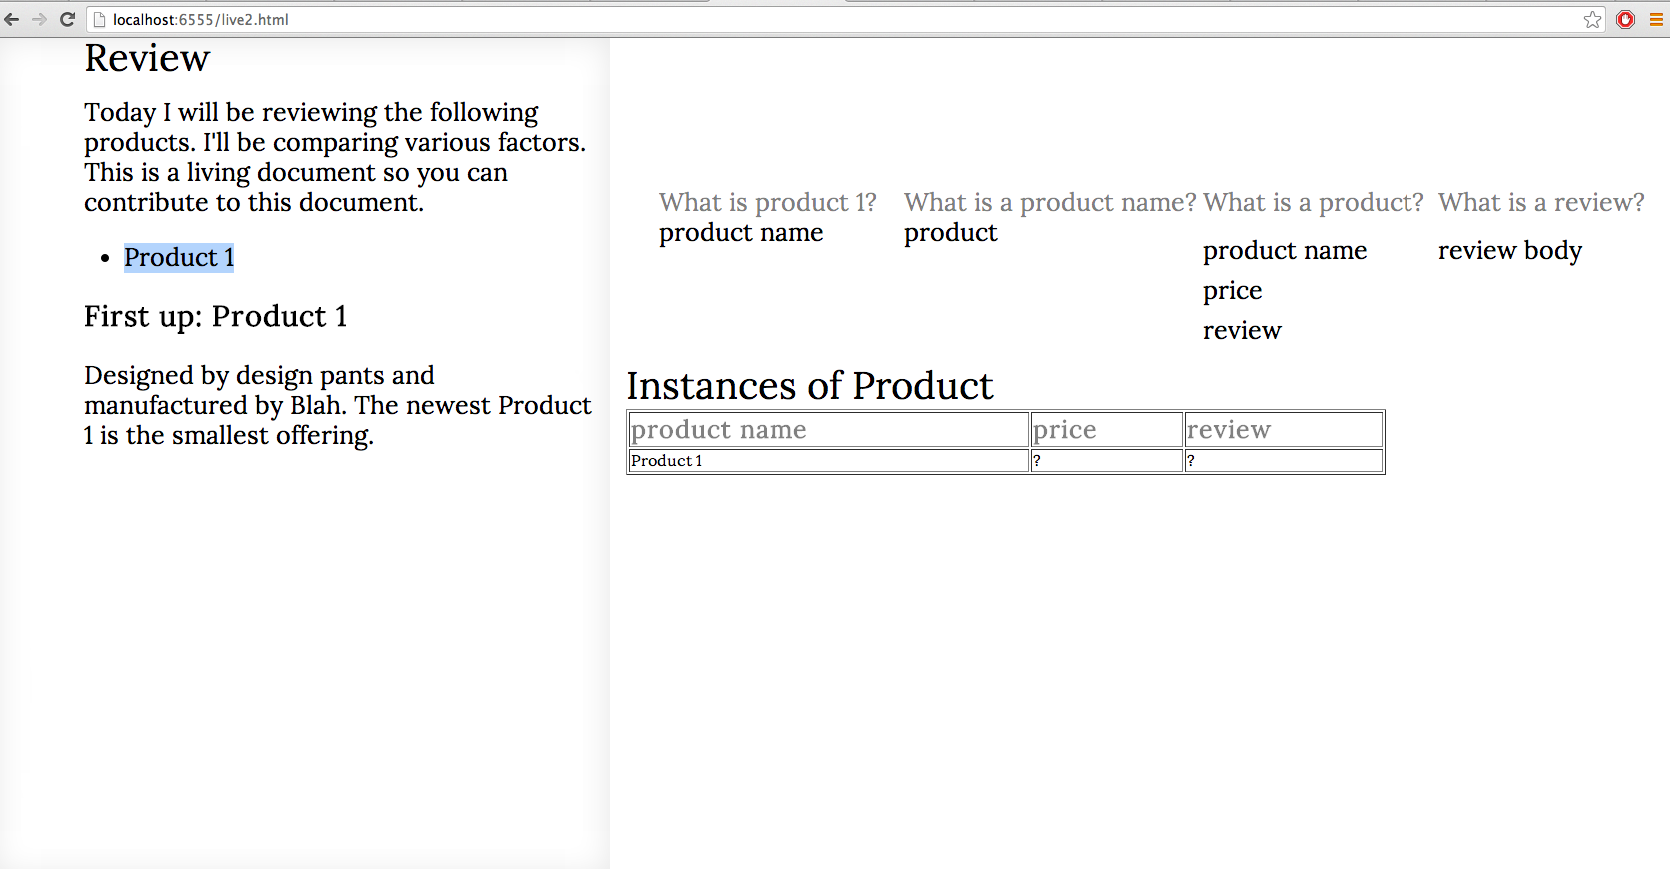 localhost:6555/live2.html
Review
Today I will be reviewing the following
products. I'll be comparing various factors.
This is a living document so you can
contribute to this document.
Product 1
First up: Product 1
Designed by design pants and
manufactured by Blah. The newest Product
1 is the smallest offering.
What is product 1? What is a product name? What is a product? What is a review?
product name product
product name review body
price
review
Instances of Product
product name price review
Product 1 ? ?